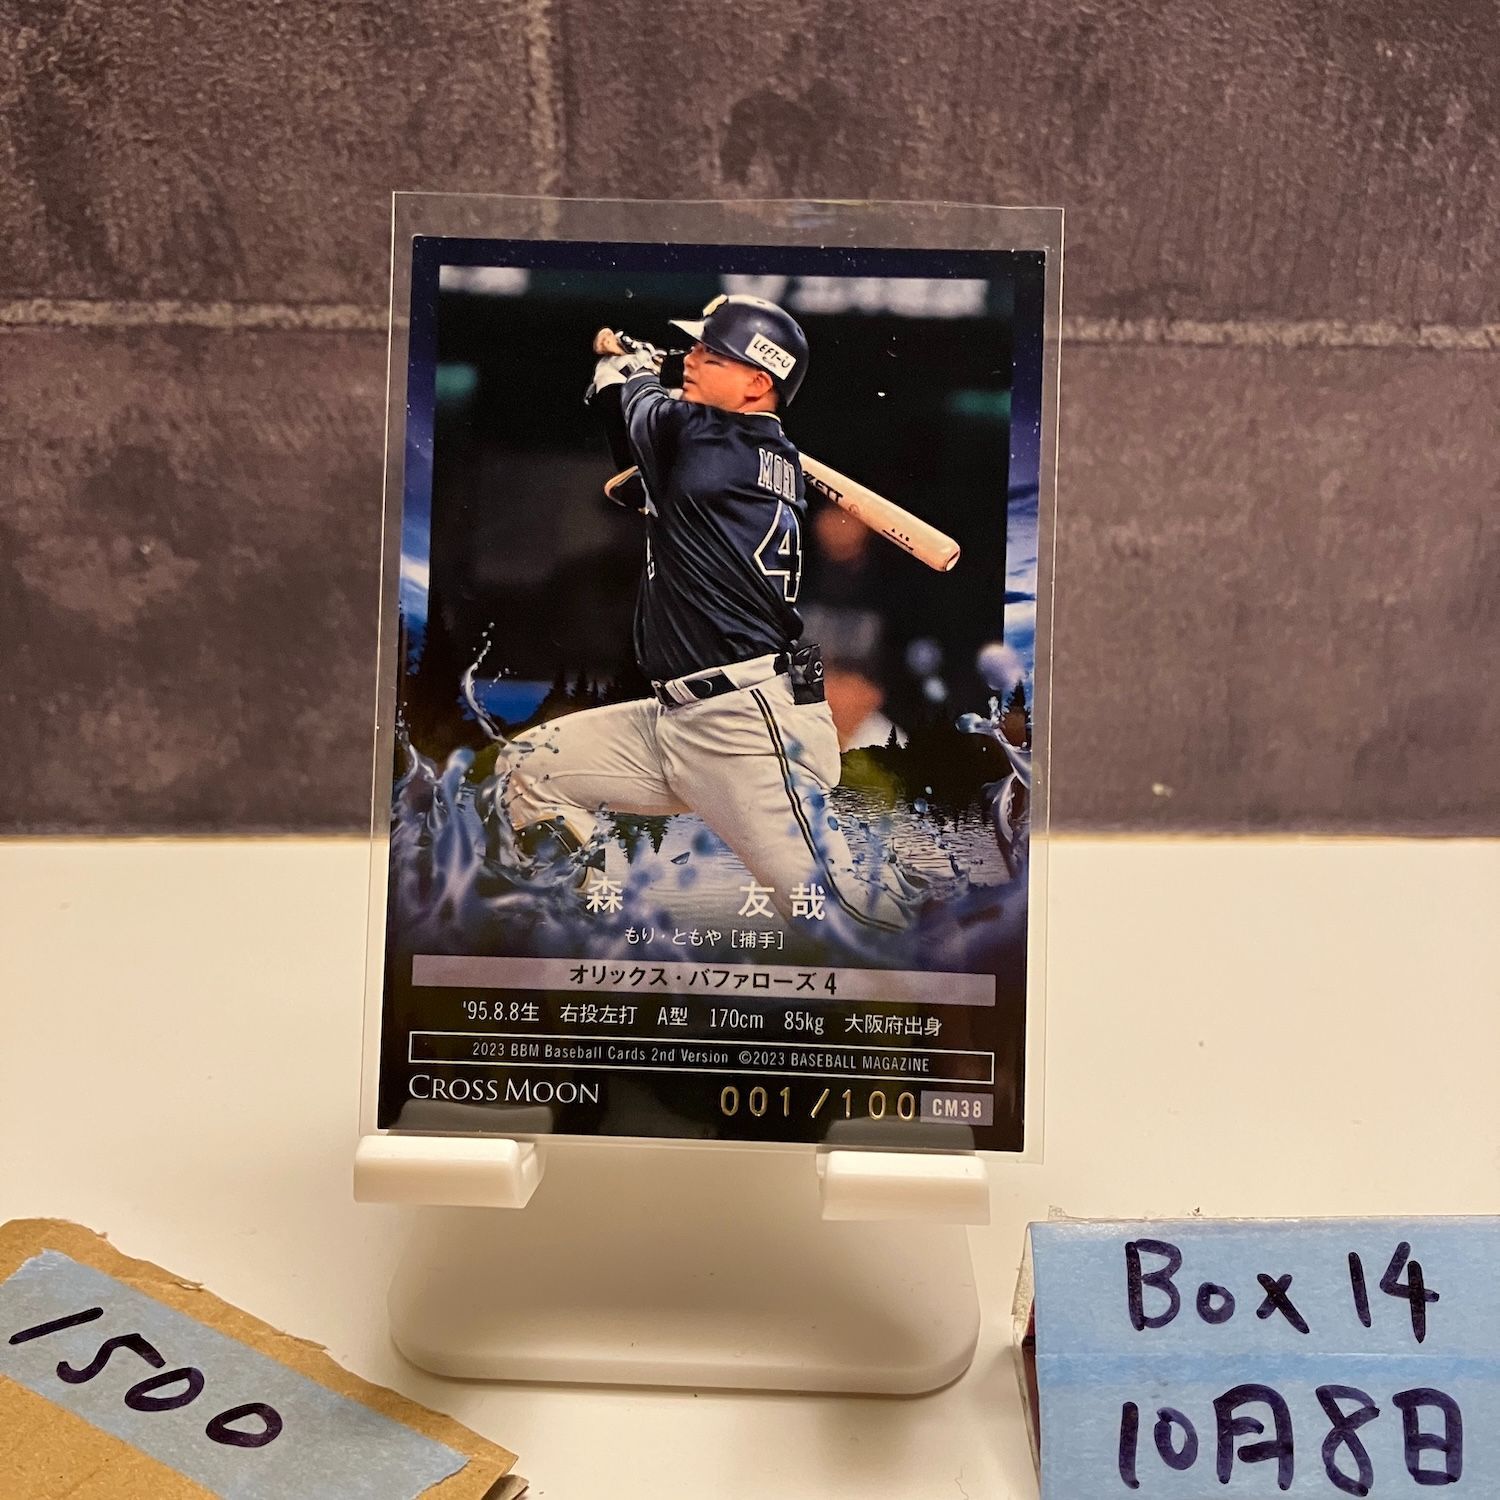 LEFT-U
MORI
4
ZETT
森 友哉
もり・ともや [捕手]
オリックス・バファローズ 4
'95.8.8生 右投左打 A型 170cm 85kg 大阪府出身
2023 BBM Baseball Cards 2nd Version ©2023 BASEBALL MAGAZINE
CROSS MOON
001/100 CM38
1500
Box 14
10月8日